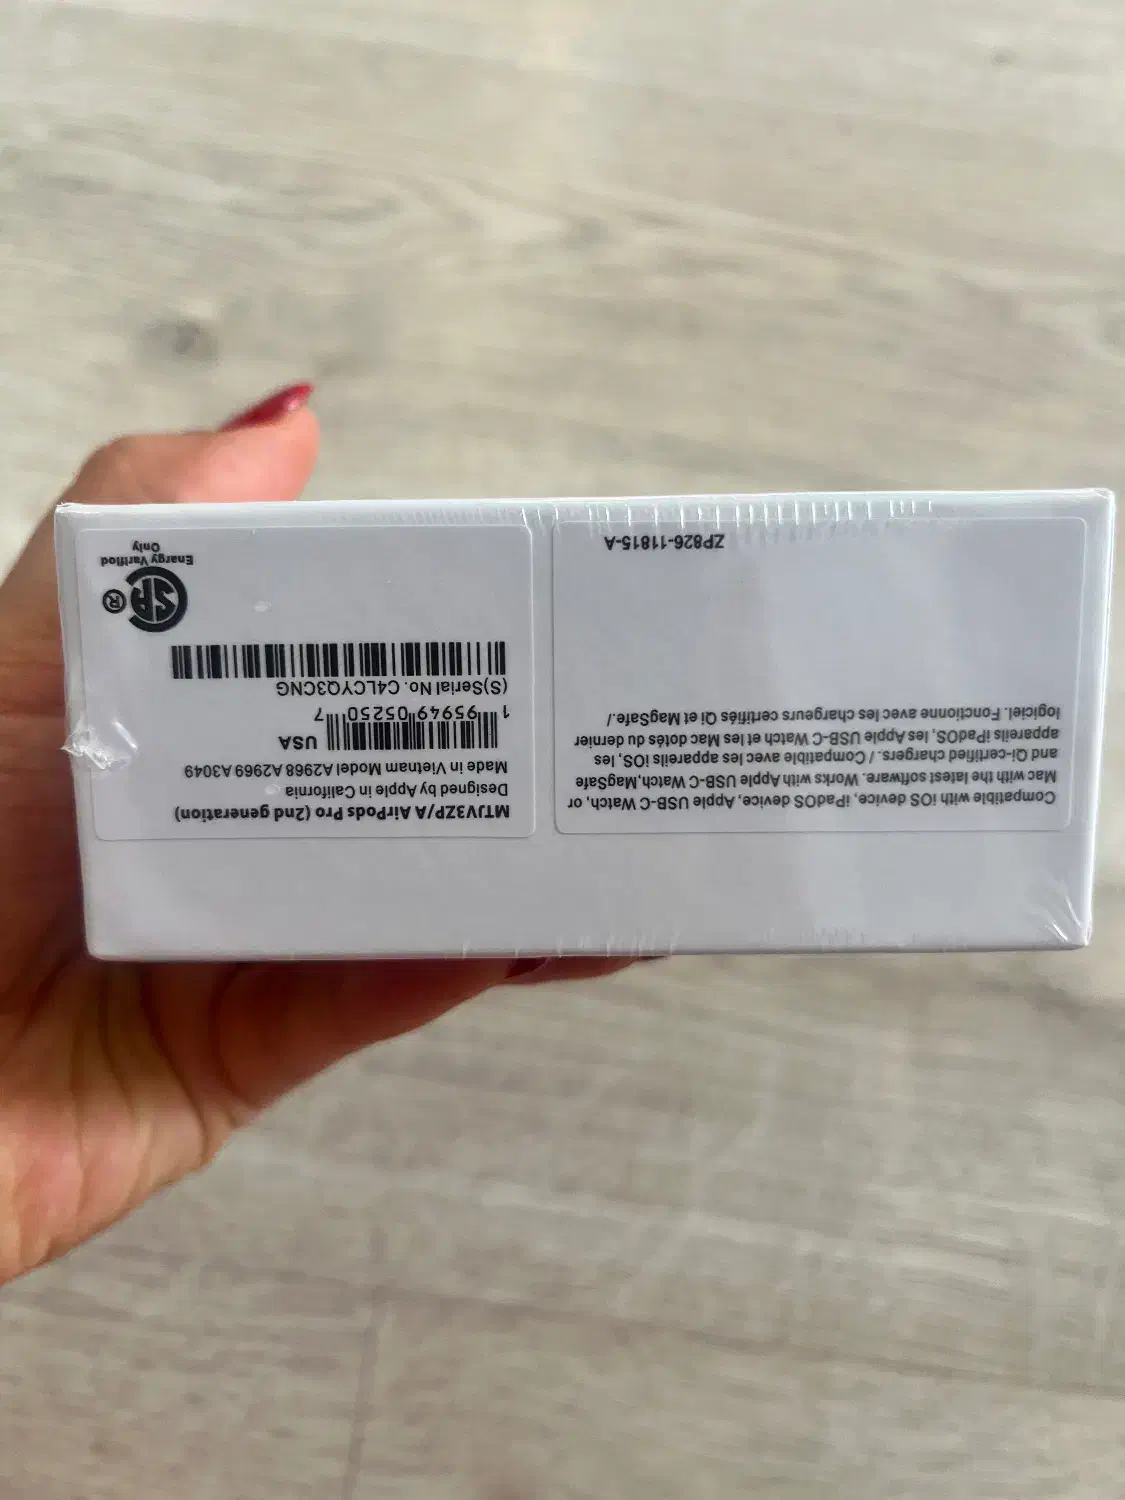 Compatible with iOS device, iPadOS device, Apple USB-C Watch, or
Mac with the latest software. Works with Apple USB-C Watch,MagSafe
and Qi-certified chargers. / Compatible avec les appareils iOS, les
appareils iPadOS, les Apple USB-C Watch et les Mac dotés du dernier
logiciel. Fonctionne avec les chargeurs certifiés Qi et MagSafe./
ZP826-11815-A
MTJV3ZP/A AirPods Pro (2nd generation)
Designed by Apple in California
Made in Vietnam Model A2968 A2969 A3049
USA
1 95949 05250 7
(S)Serial No. C4LCYQ3CNG
SA ®
Energy Varified
Only